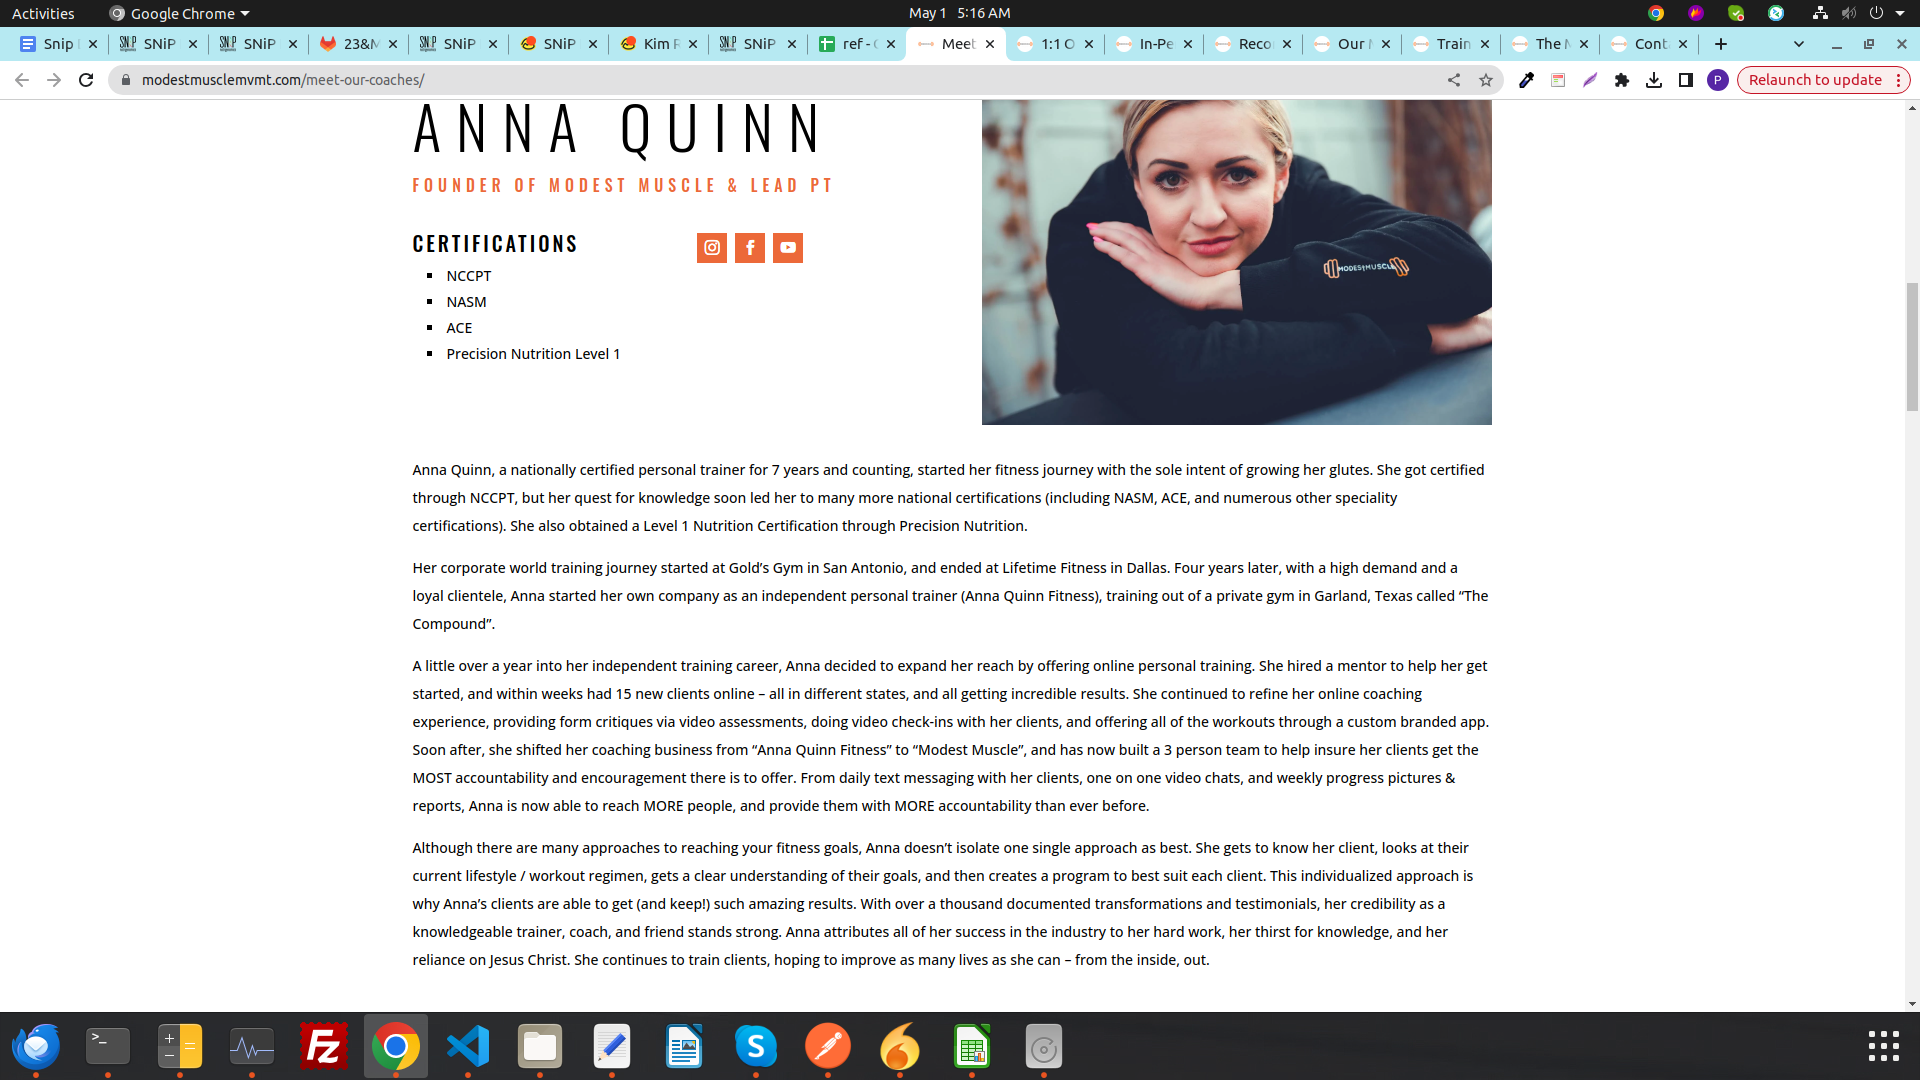 Activities
Google Chrome
May 1 5:16 AM
Snip
SNiP
SNiP
23&M
SNiP
SNiP
Kim R
SNiP
ref -
Meet
1:1 O
In-Pe
Reco
Our M
Train
The M
Cont
modestmusclemvmt.com/meet-our-coaches/
P
Relaunch to update
ANNA QUINN
FOUNDER OF MODEST MUSCLE & LEAD PT
CERTIFICATIONS
NCCPT
NASM
ACE
Precision Nutrition Level 1
MODESTMUSCLE
Anna Quinn, a nationally certified personal trainer for 7 years and counting, started her fitness journey with the sole intent of growing her glutes. She got certified
through NCCPT, but her quest for knowledge soon led her to many more national certifications (including NASM, ACE, and numerous other speciality
certifications). She also obtained a Level 1 Nutrition Certification through Precision Nutrition.
Her corporate world training journey started at Gold’s Gym in San Antonio, and ended at Lifetime Fitness in Dallas. Four years later, with a high demand and a
loyal clientele, Anna started her own company as an independent personal trainer (Anna Quinn Fitness), training out of a private gym in Garland, Texas called “The
Compound”.
A little over a year into her independent training career, Anna decided to expand her reach by offering online personal training. She hired a mentor to help her get
started, and within weeks had 15 new clients online – all in different states, and all getting incredible results. She continued to refine her online coaching
experience, providing form critiques via video assessments, doing video check-ins with her clients, and offering all of the workouts through a custom branded app.
Soon after, she shifted her coaching business from “Anna Quinn Fitness” to “Modest Muscle”, and has now built a 3 person team to help insure her clients get the
MOST accountability and encouragement there is to offer. From daily text messaging with her clients, one on one video chats, and weekly progress pictures &
reports, Anna is now able to reach MORE people, and provide them with MORE accountability than ever before.
Although there are many approaches to reaching your fitness goals, Anna doesn’t isolate one single approach as best. She gets to know her client, looks at their
current lifestyle / workout regimen, gets a clear understanding of their goals, and then creates a program to best suit each client. This individualized approach is
why Anna’s clients are able to get (and keep!) such amazing results. With over a thousand documented transformations and testimonials, her credibility as a
knowledgeable trainer, coach, and friend stands strong. Anna attributes all of her success in the industry to her hard work, her thirst for knowledge, and her
reliance on Jesus Christ. She continues to train clients, hoping to improve as many lives as she can – from the inside, out.